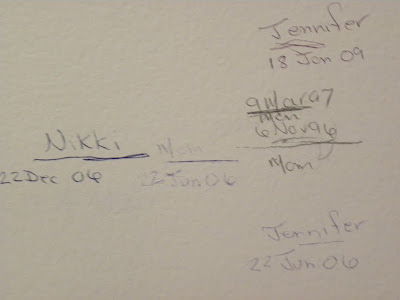 Jennifer
18 Jan 09
9 Mar 97
Mom
6 Nov 96
Mom
Nikki
22 Dec 06
Mom
22 Jun 06
Jennifer
22 Jun 06